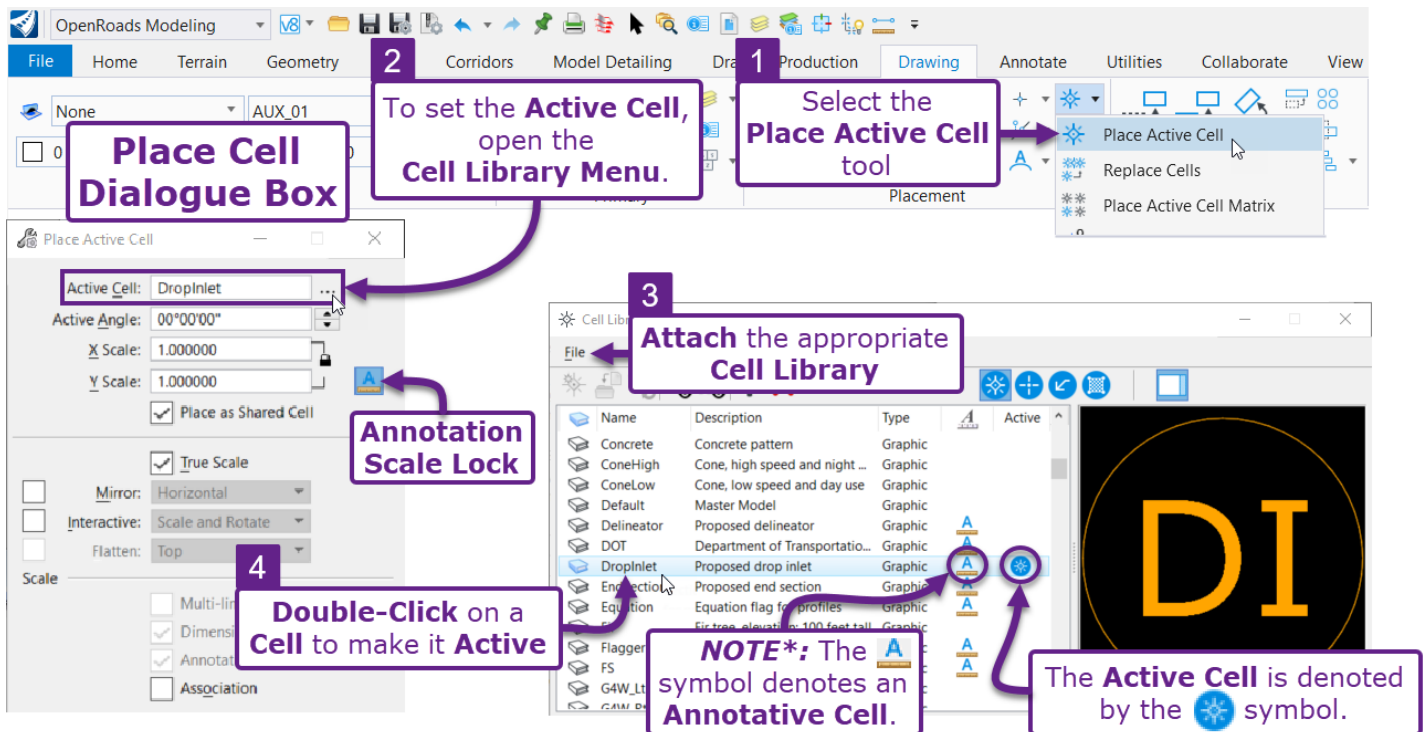 OpenRoads Modeling
File Home Terrain Geometry Corridors Model Detailing Production Drawing Annotate Utilities Collaborate View
None AUX_01
0
2
To set the Active Cell,
open the
Cell Library Menu.
1
Select the
Place Active Cell
tool
Place Active Cell
Replace Cells
Place Active Cell Matrix
Placement
Place Cell
Dialogue Box
Place Active Cell
Active Cell: DropInlet ...
Active Angle: 00°00'00"
X Scale: 1.000000
Y Scale: 1.000000
Place as Shared Cell
Annotation
Scale Lock
True Scale
Mirror: Horizontal
Interactive: Scale and Rotate
Flatten: Top
Scale
Association
3
Attach the appropriate
Cell Library
File
Name Description Type A Active
Concrete Concrete pattern Graphic
ConeHigh Cone, high speed and night ... Graphic
ConeLow Cone, low speed and day use Graphic
Default Master Model Graphic
Delineator Proposed delineator Graphic A
DOT Department of Transportatio... Graphic A
DropInlet Proposed drop inlet Graphic A
Proposed end section Graphic
Equation Equation flag for profiles Graphic A
Flagger A
FS A
DI
4
Double-Click on a
Cell to make it Active
NOTE*: The A
symbol denotes an
Annotative Cell.
The Active Cell is denoted
by the symbol.